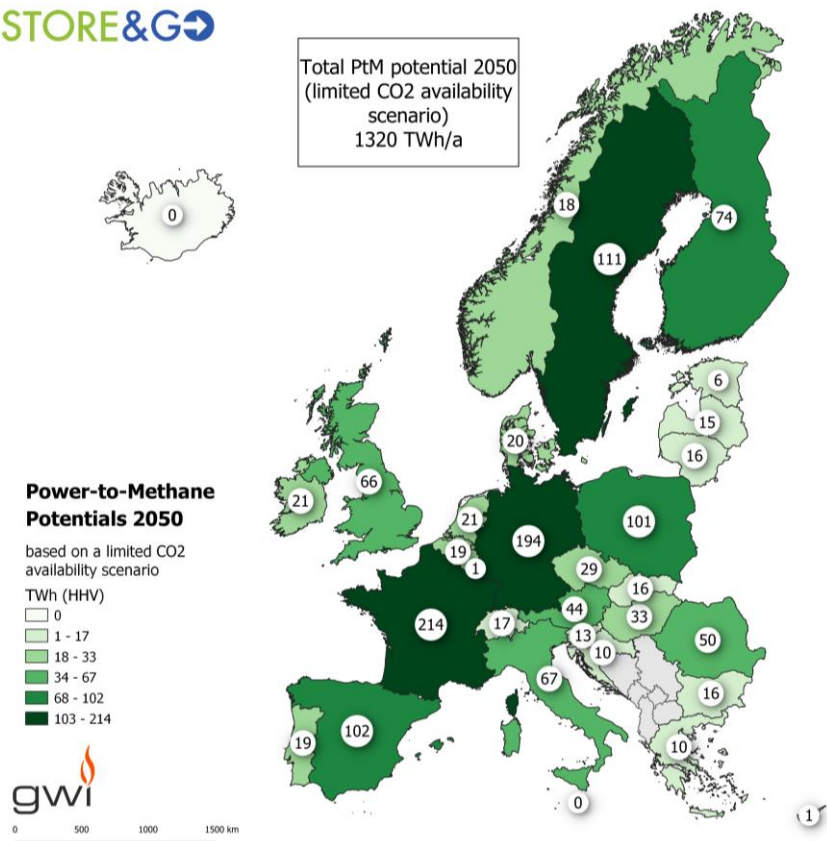 STORE&GO
Total PtM potential 2050
(limited CO2 availability
scenario)
1320 TWh/a
0
18
74
111
6
15
16
20
66
21
21
101
194
19
1
29
16
44
33
17
13
10
50
214
67
16
102
19
10
0
1
Power-to-Methane
Potentials 2050
based on a limited CO2
availability scenario
TWh (HHV)
0
1 - 17
18 - 33
34 - 67
68 - 102
103 - 214
gwi
0 500 1000 1500 km